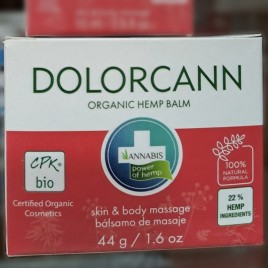 DOLORCANN
ORGANIC HEMP BALM
CPK
bio
Certified Organic
Cosmetics
ANNABIS
power of hemp
100%
NATURAL
FORMULA
22 %
HEMP
INGREDIENTS
skin & body massage
bálsamo de masaje
44 g / 1.6 oz